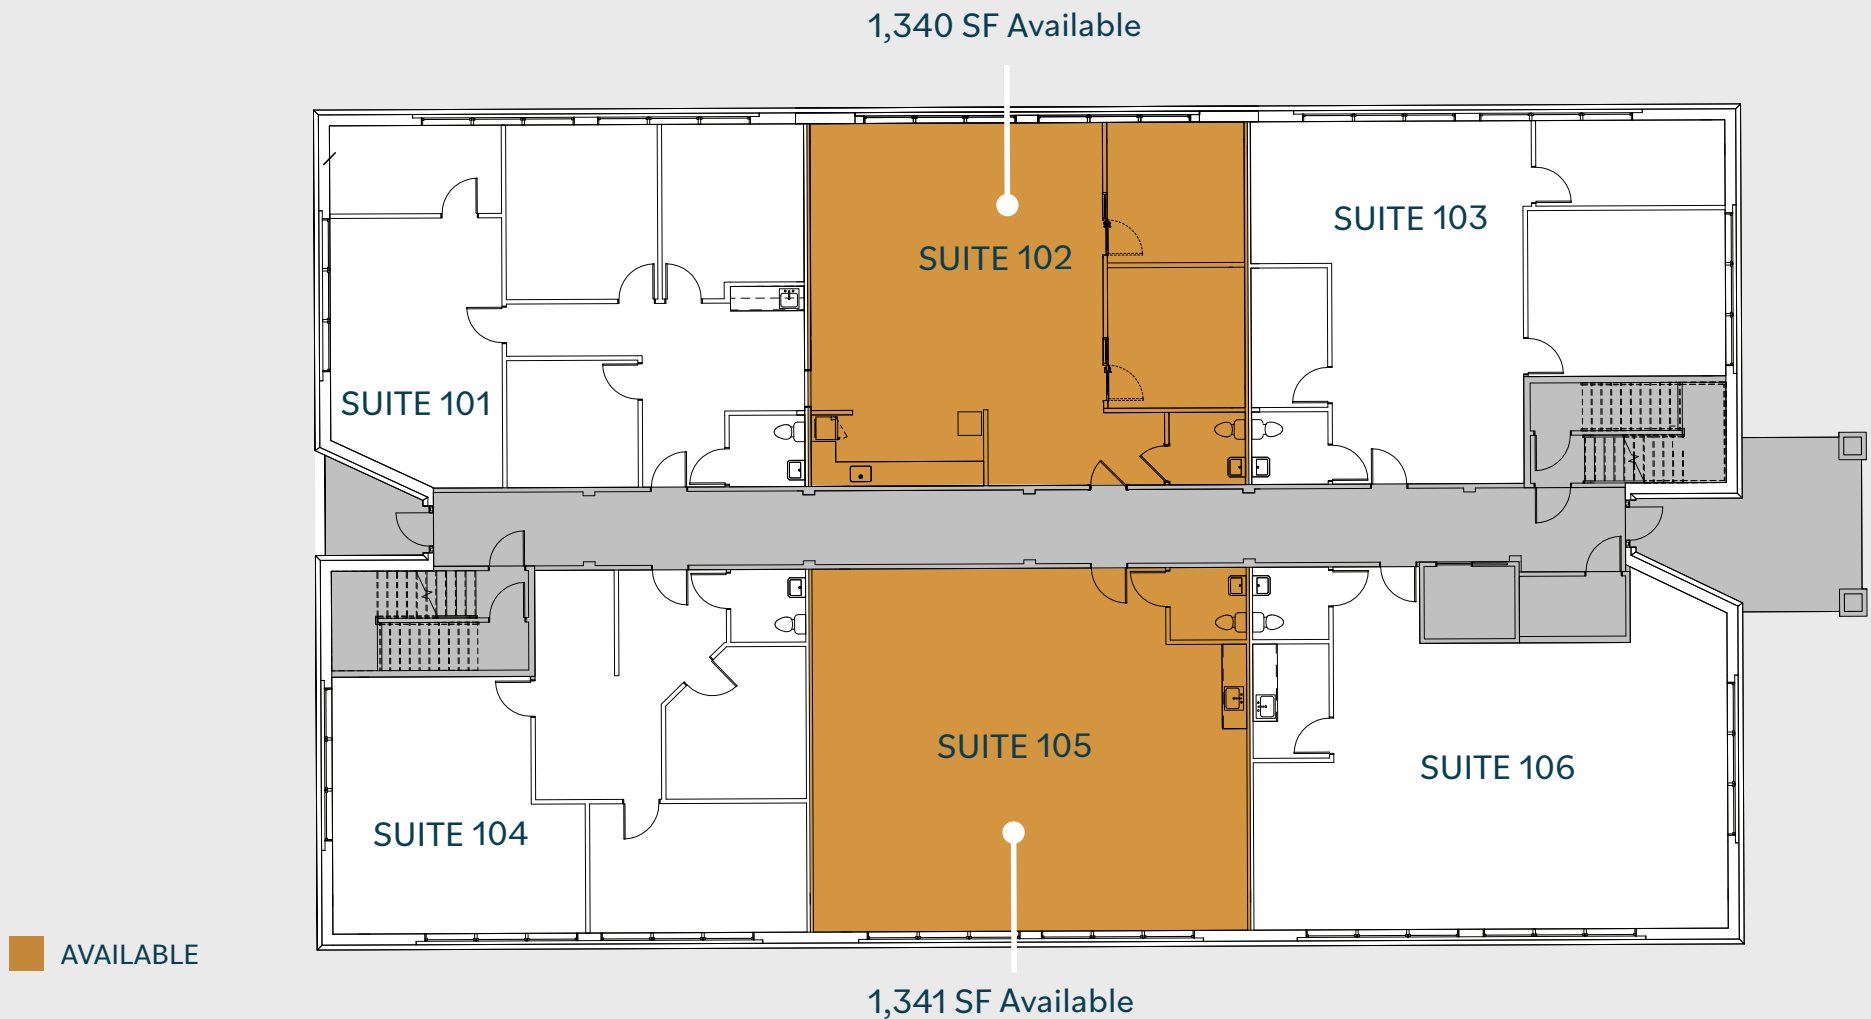 1,340 SF Available
SUITE 102
SUITE 103
SUITE 101
SUITE 105
SUITE 106
SUITE 104
AVAILABLE
1,341 SF Available